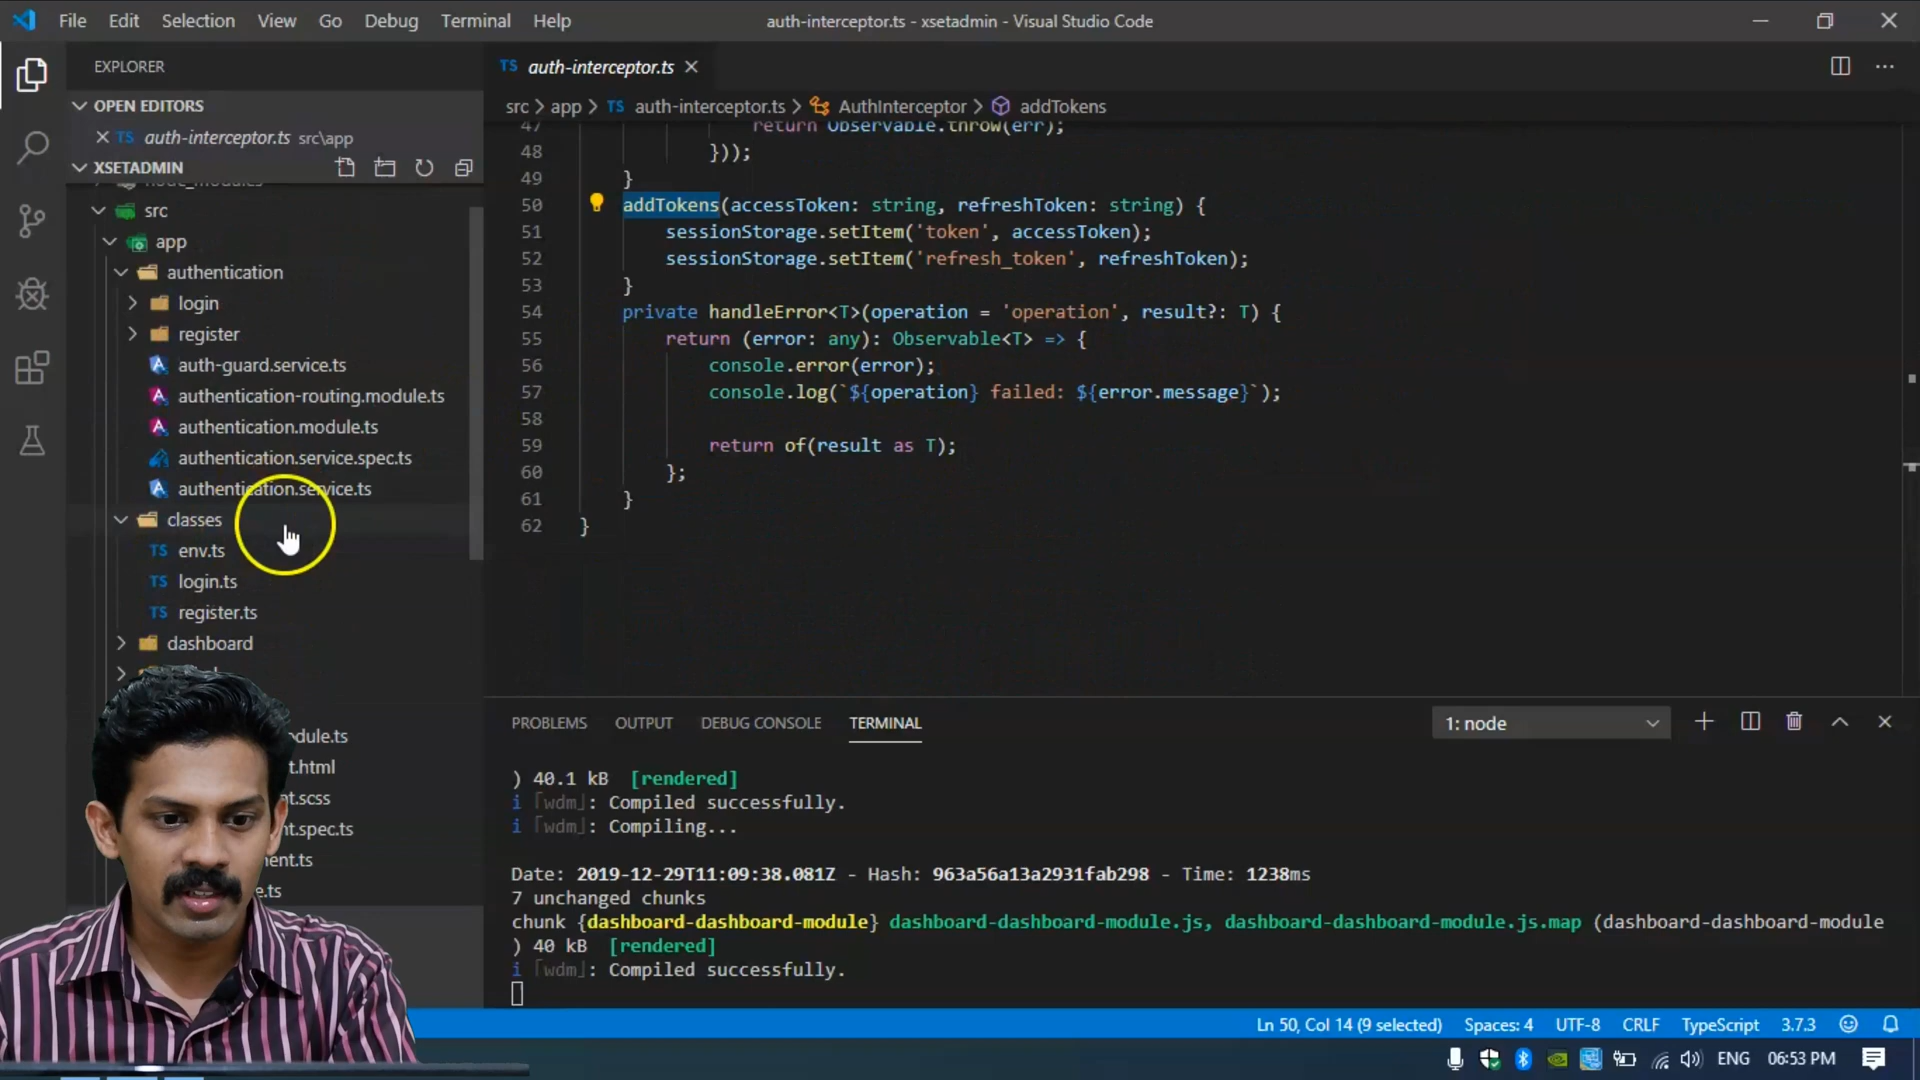 File Edit Selection View Go Debug Terminal Help
auth-interceptor.ts - xsetadmin - Visual Studio Code
EXPLORER
OPEN EDITORS
auth-interceptor.ts src\app
XSETADMIN
node_modules
src
app
authentication
login
register
auth-guard.service.ts
authentication-routing.module.ts
authentication.module.ts
authentication.service.spec.ts
authentication.service.ts
classes
env.ts
login.ts
register.ts
dashboard
odule.ts
t.html
nt.scss
nt.spec.ts
nent.ts
e.ts
TS auth-interceptor.ts
src > app > TS auth-interceptor.ts > AuthInterceptor > addTokens
47 return Observable.throw(err);
48 }));
49 }
50 addTokens(accessToken: string, refreshToken: string) {
51 sessionStorage.setItem('token', accessToken);
52 sessionStorage.setItem('refresh_token', refreshToken);
53 }
54 private handleError<T>(operation = 'operation', result?: T) {
55 return (error: any): Observable<T> => {
56 console.error(error);
57 console.log(`${operation} failed: ${error.message}`);
58
59 return of(result as T);
60 };
61 }
62 }
PROBLEMS OUTPUT DEBUG CONSOLE TERMINAL 1: node
) 40.1 kB [rendered]
i ｢wdm｣: Compiled successfully.
i ｢wdm｣: Compiling...
Date: 2019-12-29T11:09:38.081Z - Hash: 963a56a13a2931fab298 - Time: 1238ms
7 unchanged chunks
chunk {dashboard-dashboard-module} dashboard-dashboard-module.js, dashboard-dashboard-module.js.map (dashboard-dashboard-module
) 40 kB [rendered]
i ｢wdm｣: Compiled successfully.
Ln 50, Col 14 (9 selected) Spaces: 4 UTF-8 CRLF TypeScript 3.7.3
ENG 06:53 PM